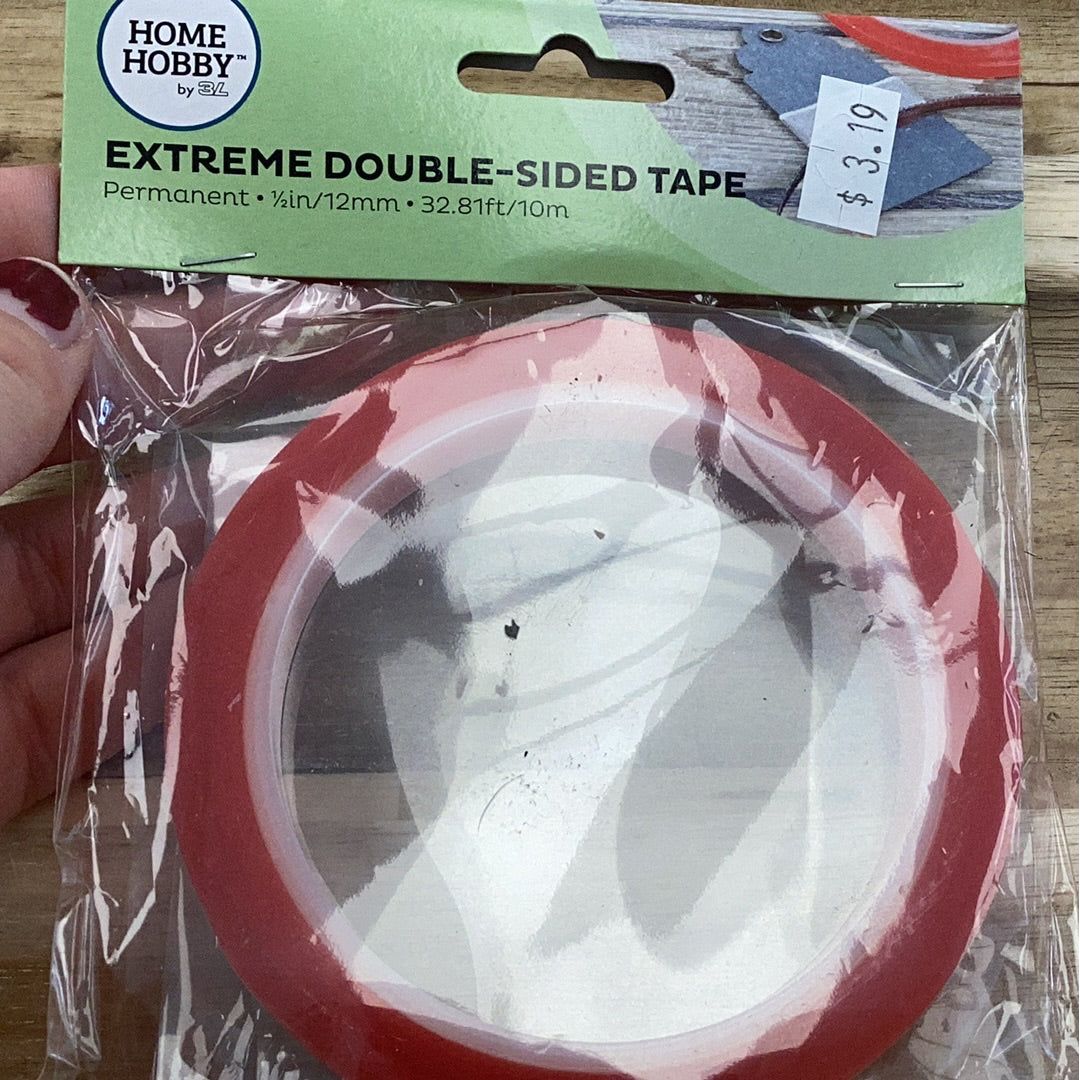 HOME
HOBBY™
by 3L
EXTREME DOUBLE-SIDED TAPE
Permanent • ½in/12mm • 32.81ft/10m
$ 3.19